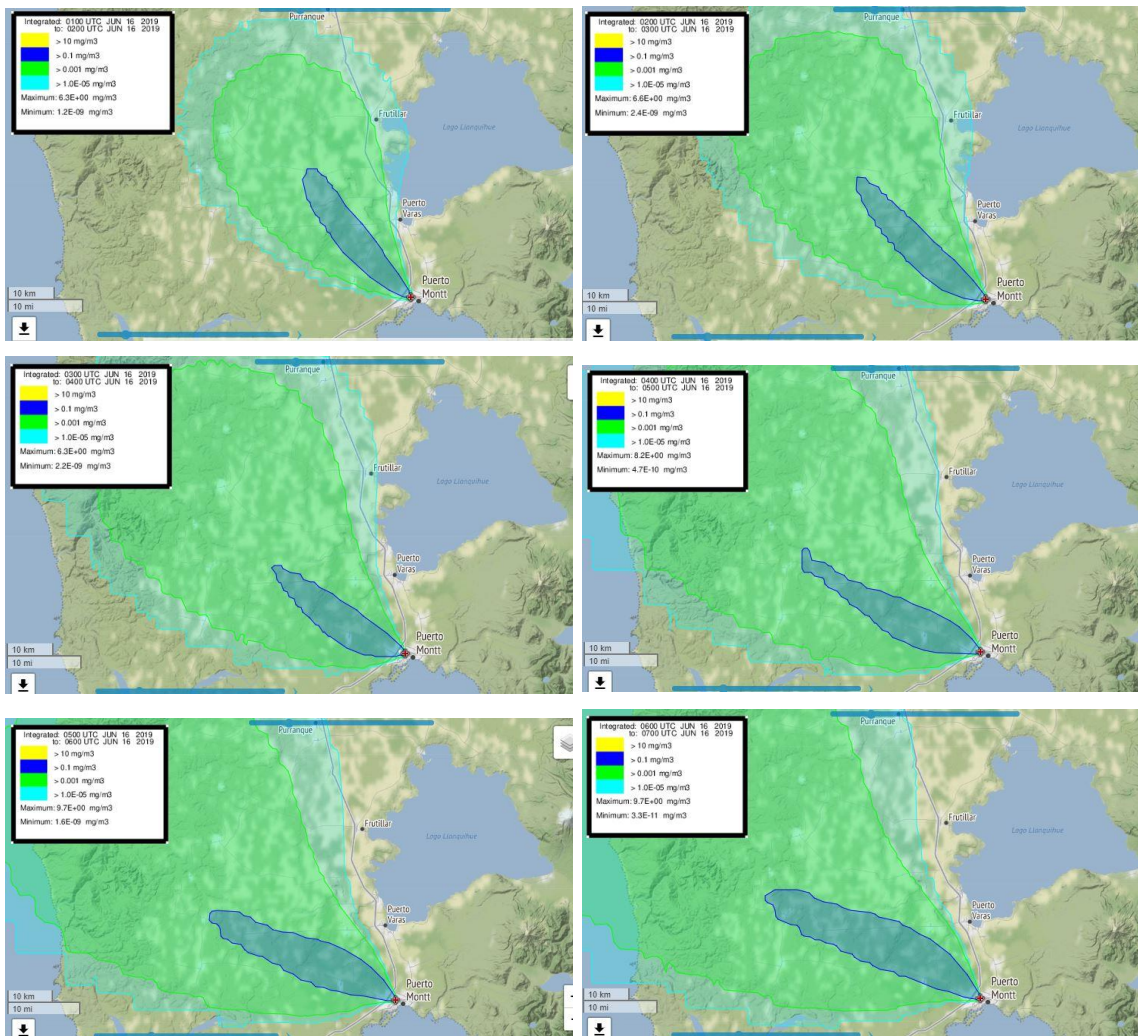 Integrated: 0100 UTC JUN 16 2019
to: 0200 UTC JUN 16 2019
> 10 mg/m3
> 0.1 mg/m3
> 0.001 mg/m3
> 1.0E-05 mg/m3
Maximum: 6.3E+00 mg/m3
Minimum: 1.2E-09 mg/m3
Purranque
Frutillar
Lago Llanquihue
Puerto
Varas
Puerto
Montt
10 km
10 mi
Integrated: 0200 UTC JUN 16 2019
to: 0300 UTC JUN 16 2019
> 10 mg/m3
> 0.1 mg/m3
> 0.001 mg/m3
> 1.0E-05 mg/m3
Maximum: 6.6E+00 mg/m3
Minimum: 2.4E-09 mg/m3
Purranque
Frutillar
Lago Llanquihue
Puerto
Varas
Puerto
Montt
10 km
10 mi
Integrated: 0300 UTC JUN 16 2019
to: 0400 UTC JUN 16 2019
> 10 mg/m3
> 0.1 mg/m3
> 0.001 mg/m3
> 1.0E-05 mg/m3
Maximum: 6.3E+00 mg/m3
Minimum: 2.2E-09 mg/m3
Purranque
Frutillar
Lago Llanquihue
Puerto
Varas
Puerto
Montt
10 km
10 mi
Integrated: 0400 UTC JUN 16 2019
to: 0500 UTC JUN 16 2019
> 10 mg/m3
> 0.1 mg/m3
> 0.001 mg/m3
> 1.0E-05 mg/m3
Maximum: 8.2E+00 mg/m3
Minimum: 4.7E-10 mg/m3
Purranque
Frutillar
Lago Llanquihue
Puerto
Varas
Puerto
Montt
10 km
10 mi
Integrated: 0500 UTC JUN 16 2019
to: 0600 UTC JUN 16 2019
> 10 mg/m3
> 0.1 mg/m3
> 0.001 mg/m3
> 1.0E-05 mg/m3
Maximum: 9.7E+00 mg/m3
Minimum: 1.6E-09 mg/m3
Purranque
Frutillar
Lago Llanquihue
Puerto
Varas
Puerto
Montt
10 km
10 mi
Integrated: 0600 UTC JUN 16 2019
to: 0700 UTC JUN 16 2019
> 10 mg/m3
> 0.1 mg/m3
> 0.001 mg/m3
> 1.0E-05 mg/m3
Maximum: 9.7E+00 mg/m3
Minimum: 3.3E-11 mg/m3
Purranque
Frutillar
Lago Llanquihue
Puerto
Varas
Puerto
Montt
10 km
10 mi